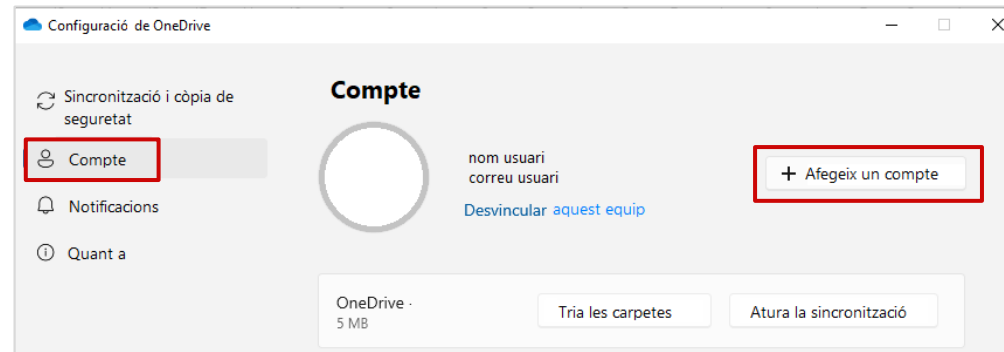 Configuració de OneDrive
Sincronització i còpia de
seguretat
Compte
Notificacions
Quant a
Compte
nom usuari
correu usuari
Desvincular aquest equip
+ Afegeix un compte
OneDrive ·
5 MB
Tria les carpetes
Atura la sincronització